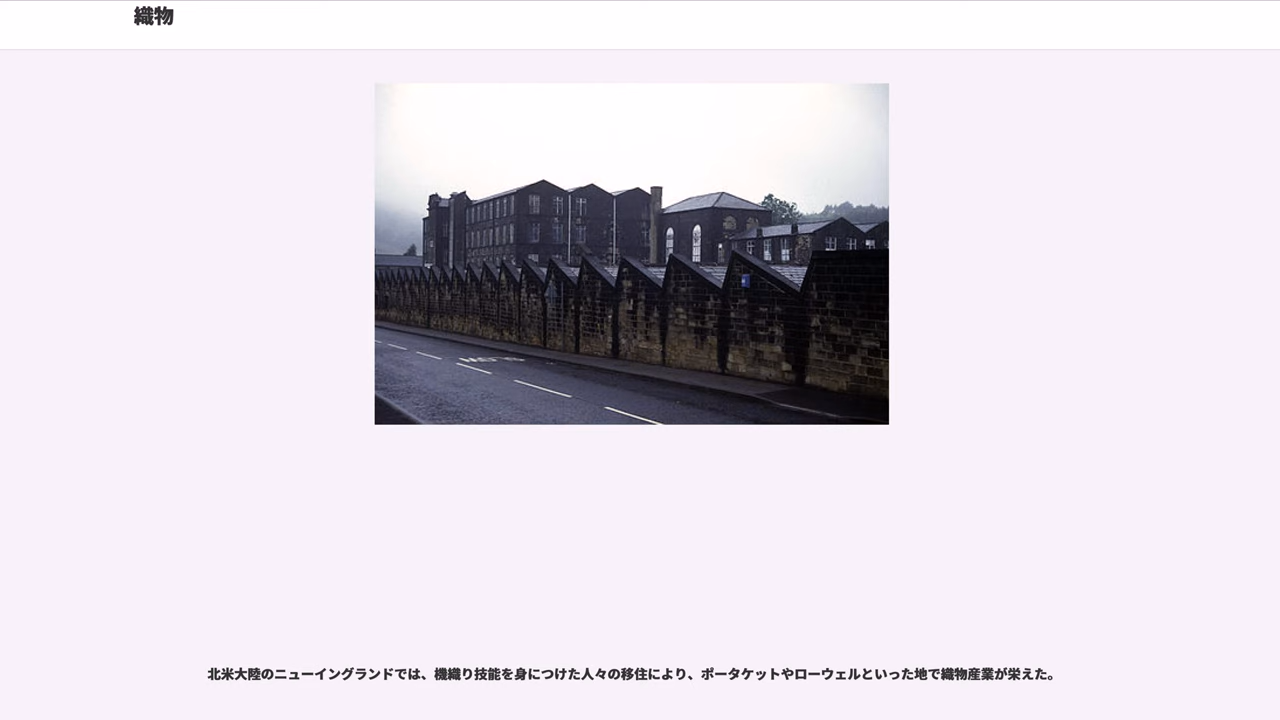 織物
北米大陸のニューイングランドでは、機織り技能を身につけた人々の移住により、ポータケットやローウェルといった地で織物産業が栄えた。